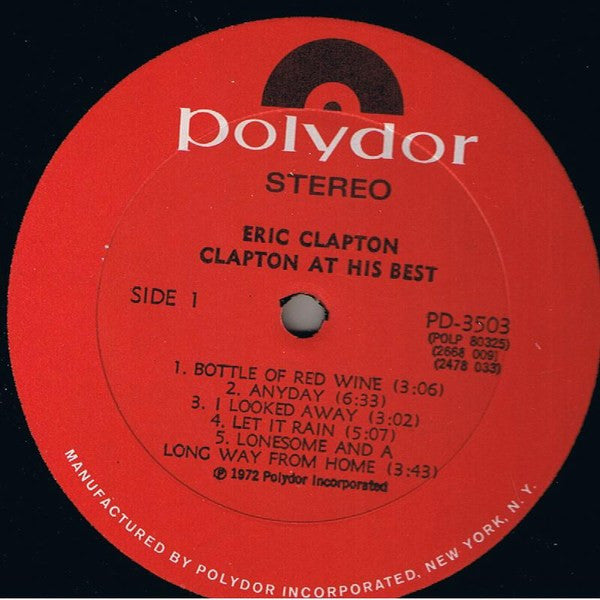 polydor
STEREO
ERIC CLAPTON
CLAPTON AT HIS BEST
SIDE 1
PD-3503
(POLP 80325)
(2668 009)
(2478 033)
1. BOTTLE OF RED WINE (3:06)
2. ANYDAY (6:33)
3. I LOOKED AWAY (3:02)
4. LET IT RAIN (5:07)
5. LONESOME AND A
LONG WAY FROM HOME (3:43)
℗ 1972 Polydor Incorporated
MANUFACTURED BY POLYDOR INCORPORATED, NEW YORK, N. Y.